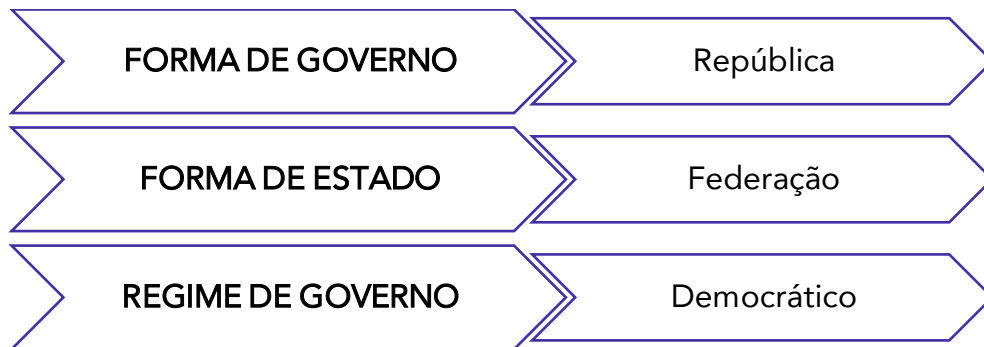 FORMA DE GOVERNO
República
FORMA DE ESTADO
Federação
REGIME DE GOVERNO
Democrático